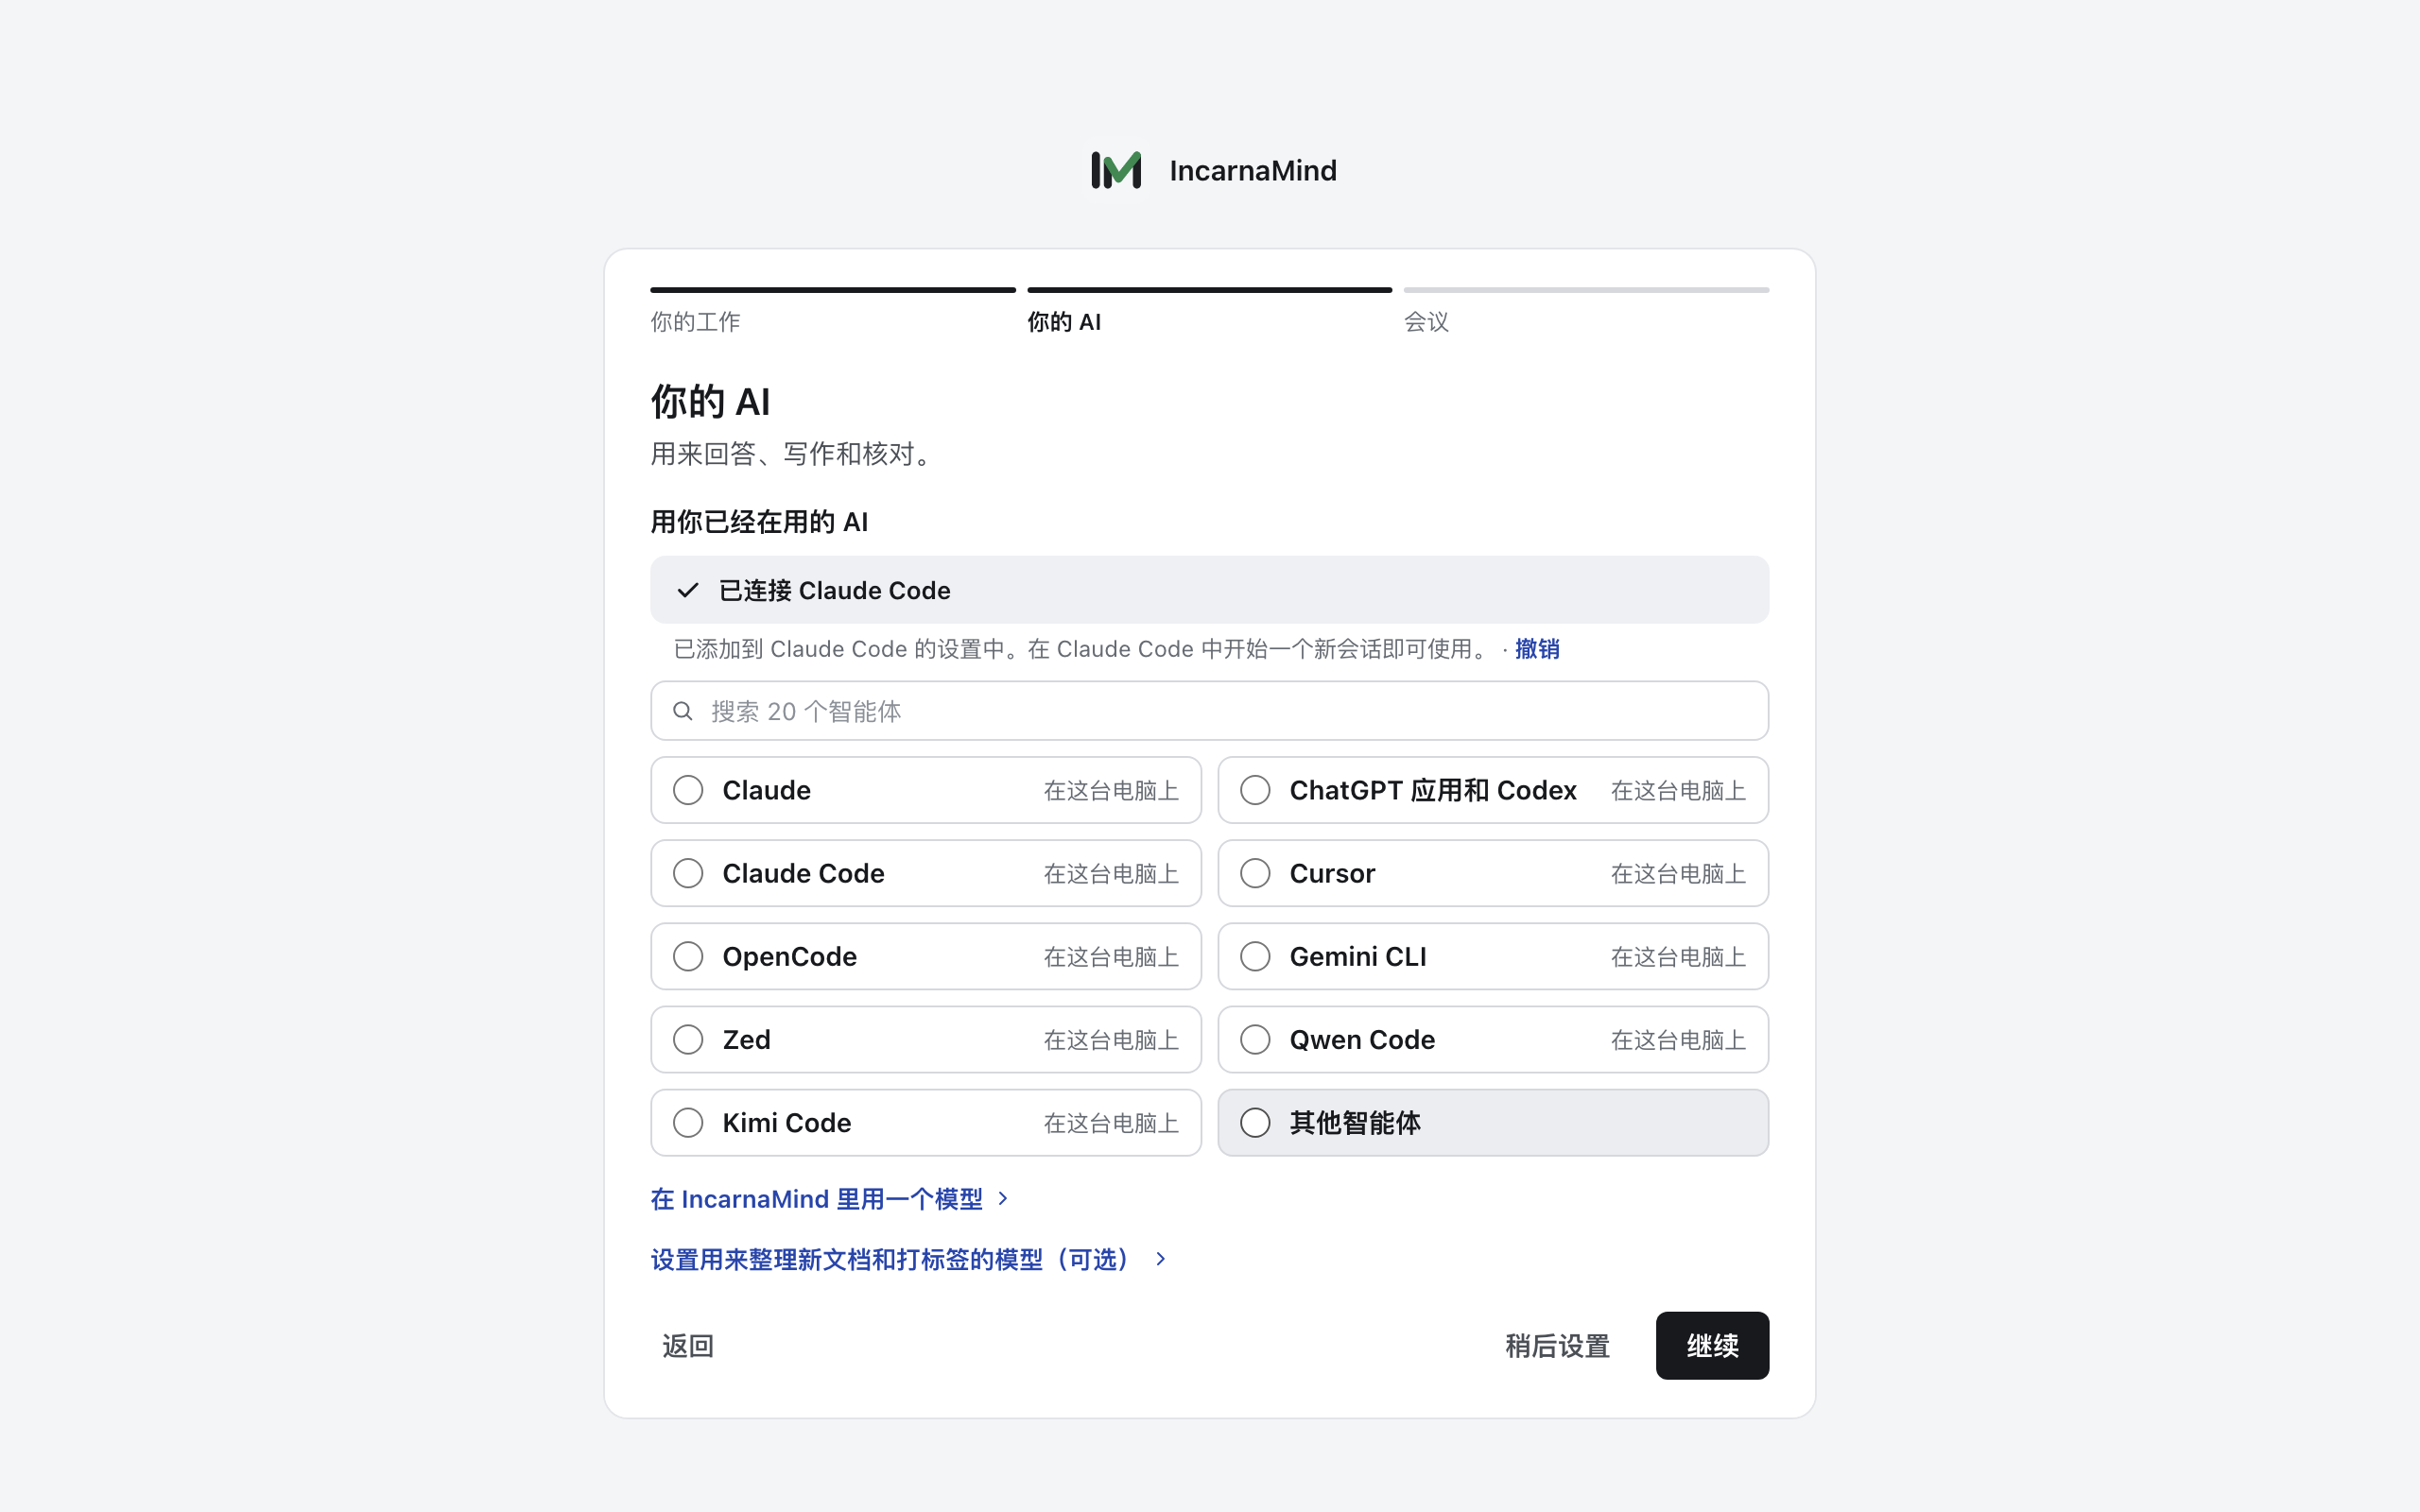 IncarnaMind
你的工作
你的 AI
会议
你的 AI
用来回答、写作和核对。
用你已经在用的 AI
已连接 Claude Code
已添加到 Claude Code 的设置中。在 Claude Code 中开始一个新会话即可使用。 · 撤销
搜索 20 个智能体
Claude 在这台电脑上
ChatGPT 应用和 Codex 在这台电脑上
Claude Code 在这台电脑上
Cursor 在这台电脑上
OpenCode 在这台电脑上
Gemini CLI 在这台电脑上
Zed 在这台电脑上
Qwen Code 在这台电脑上
Kimi Code 在这台电脑上
其他智能体
在 IncarnaMind 里用一个模型
设置用来整理新文档和打标签的模型（可选）
返回
稍后设置
继续